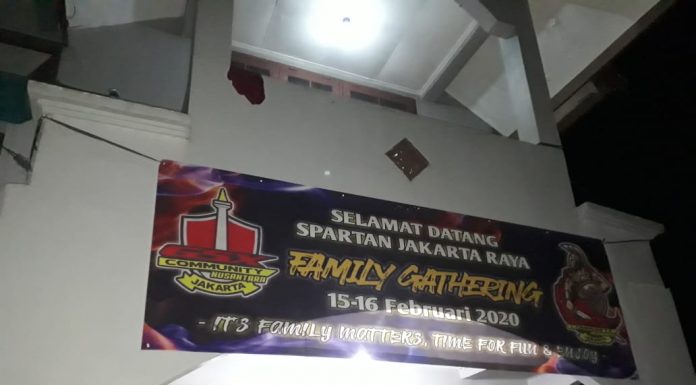 SELAMAT DATANG
SPARTAN JAKARTA RAYA
FAMILY GATHERING
15-16 Februari 2020
- IT'S FAMILY MATTERS, TIME FOR FUN & ENJOY -
COMMUNITY
NUSANTARA
JAKARTA